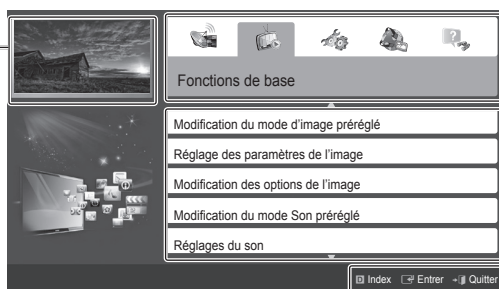 Fonctions de base
Modification du mode d'image préréglé
Réglage des paramètres de l'image
Modification des options de l'image
Modification du mode Son préréglé
Réglages du son
D Index Entrer Quitter